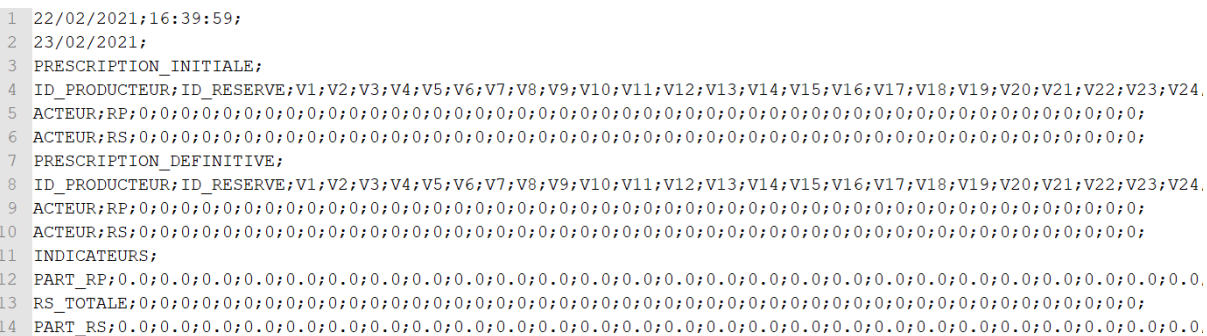 1 22/02/2021;16:39:59;
2 23/02/2021;
3 PRESCRIPTION_INITIALE;
4 ID_PRODUCTEUR;ID_RESERVE;V1;V2;V3;V4;V5;V6;V7;V8;V9;V10;V11;V12;V13;V14;V15;V16;V17;V18;V19;V20;V21;V22;V23;V24;
5 ACTEUR;RP;0;0;0;0;0;0;0;0;0;0;0;0;0;0;0;0;0;0;0;0;0;0;0;0;0;0;0;0;0;0;0;0;0;0;0;0;0;0;0;0;0;0;0;0;0;0;0;0;
6 ACTEUR;RS;0;0;0;0;0;0;0;0;0;0;0;0;0;0;0;0;0;0;0;0;0;0;0;0;0;0;0;0;0;0;0;0;0;0;0;0;0;0;0;0;0;0;0;0;0;0;0;0;
7 PRESCRIPTION_DEFINITIVE;
8 ID_PRODUCTEUR;ID_RESERVE;V1;V2;V3;V4;V5;V6;V7;V8;V9;V10;V11;V12;V13;V14;V15;V16;V17;V18;V19;V20;V21;V22;V23;V24;
9 ACTEUR;RP;0;0;0;0;0;0;0;0;0;0;0;0;0;0;0;0;0;0;0;0;0;0;0;0;0;0;0;0;0;0;0;0;0;0;0;0;0;0;0;0;0;0;0;0;0;0;0;0;
10 ACTEUR;RS;0;0;0;0;0;0;0;0;0;0;0;0;0;0;0;0;0;0;0;0;0;0;0;0;0;0;0;0;0;0;0;0;0;0;0;0;0;0;0;0;0;0;0;0;0;0;0;0;
11 INDICATEURS;
12 PART_RP;0.0;0.0;0.0;0.0;0.0;0.0;0.0;0.0;0.0;0.0;0.0;0.0;0.0;0.0;0.0;0.0;0.0;0.0;0.0;0.0;0.0;0.0;0.0;0.0;0.0;0.0;
13 RS_TOTALE;0;0;0;0;0;0;0;0;0;0;0;0;0;0;0;0;0;0;0;0;0;0;0;0;0;0;0;0;0;0;0;0;0;0;0;0;0;0;0;0;0;0;0;0;0;0;0;0;
14 PART_RS;0.0;0.0;0.0;0.0;0.0;0.0;0.0;0.0;0.0;0.0;0.0;0.0;0.0;0.0;0.0;0.0;0.0;0.0;0.0;0.0;0.0;0.0;0.0;0.0;0.0;0.0;